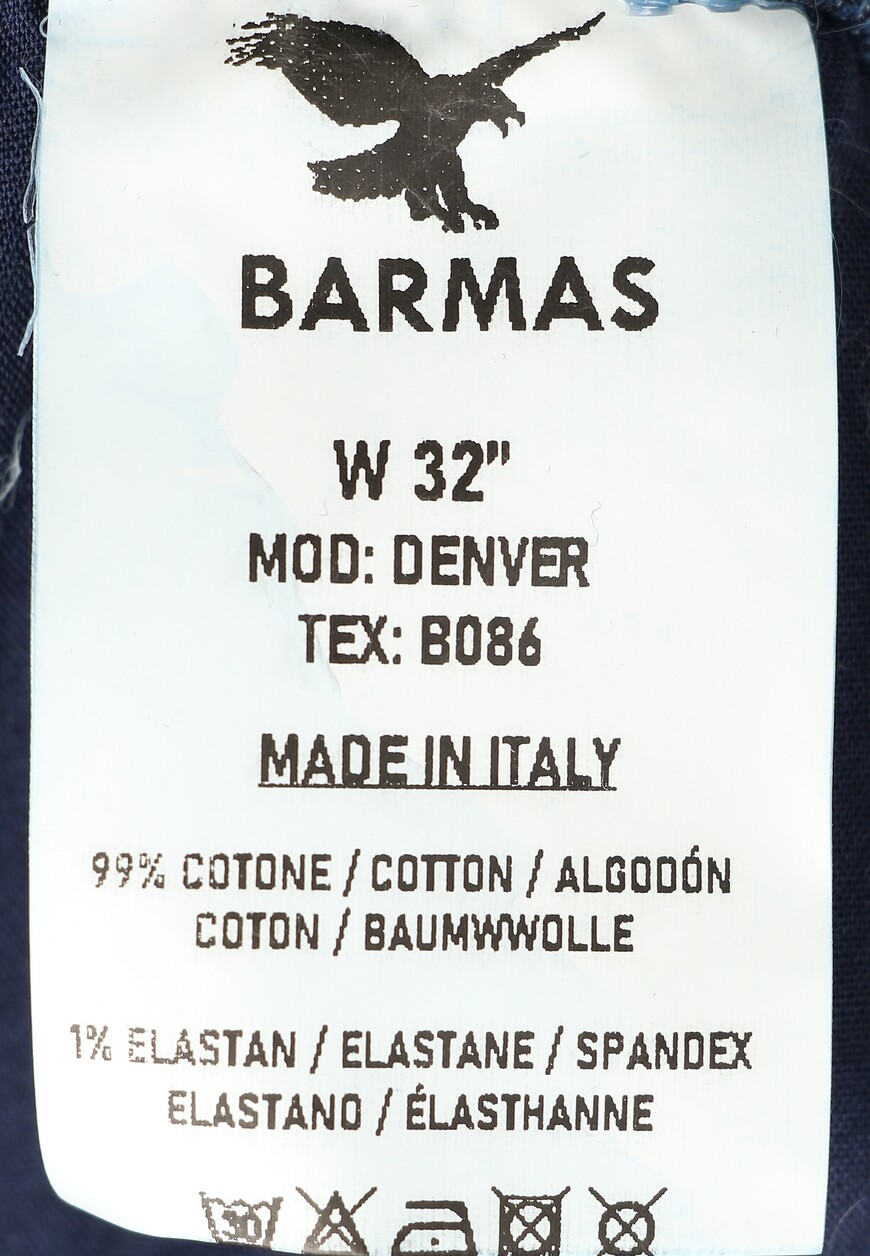 BARMAS
W 32"
MOD: DENVER
TEX: B086
MADE IN ITALY
99% COTONE / COTTON / ALGODÓN
COTON / BAUMWWOLLE
1% ELASTAN / ELASTANE / SPANDEX
ELASTANO / ÉLASTHANNE
30